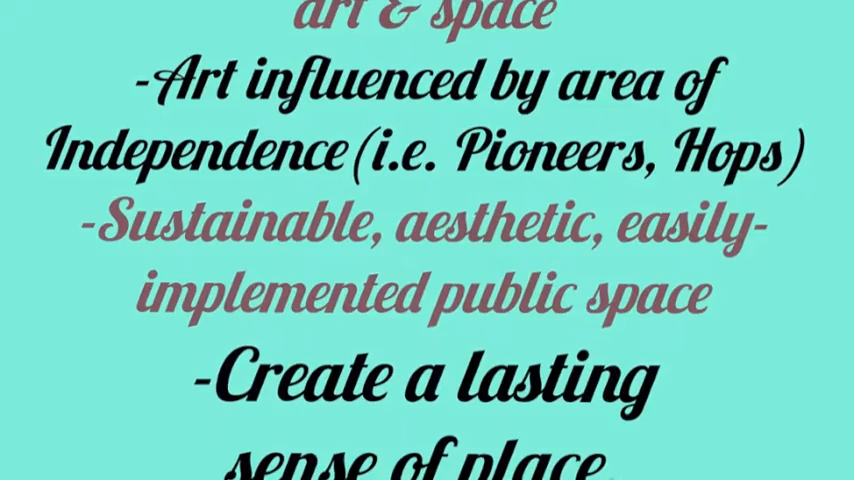 art & space
-Art influenced by area of
Independence(i.e. Pioneers, Hops)
-Sustainable, aesthetic, easily-
implemented public space
-Create a lasting
sense of place.